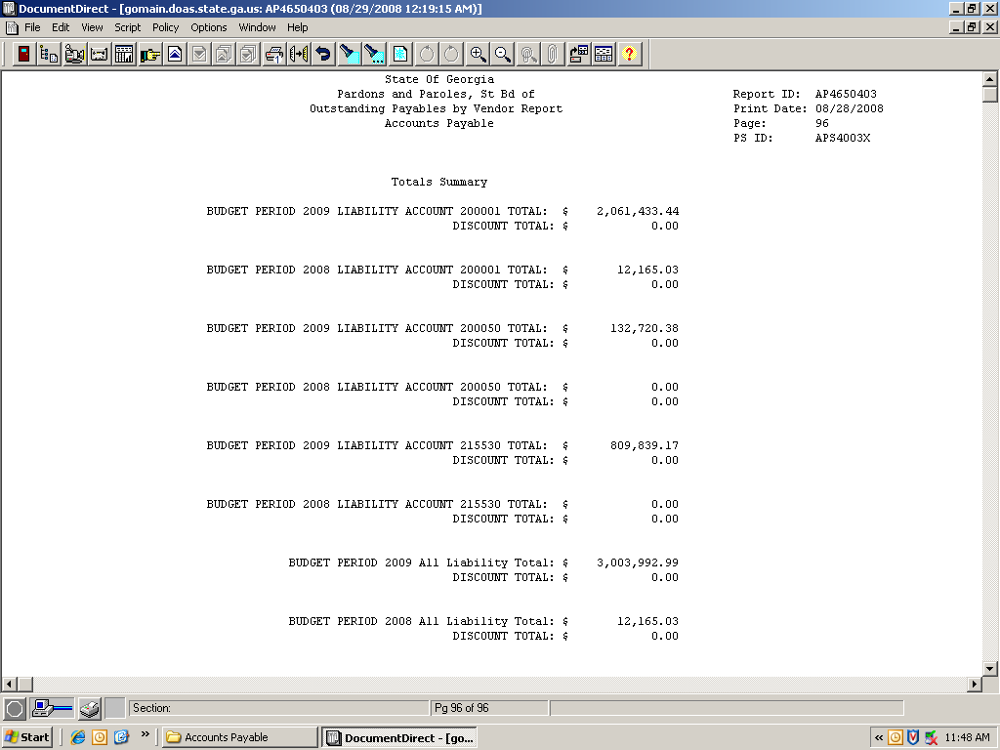 DocumentDirect - [gomain.doas.state.ga.us: AP4650403 (08/29/2008 12:19:15 AM)]
File Edit View Script Policy Options Window Help
State Of Georgia
Pardons and Paroles, St Bd of Report ID: AP4650403
Outstanding Payables by Vendor Report Print Date: 08/28/2008
Accounts Payable Page: 96
PS ID: APS4003X
Totals Summary
BUDGET PERIOD 2009 LIABILITY ACCOUNT 200001 TOTAL: $ 2,061,433.44
DISCOUNT TOTAL: $ 0.00
BUDGET PERIOD 2008 LIABILITY ACCOUNT 200001 TOTAL: $ 12,165.03
DISCOUNT TOTAL: $ 0.00
BUDGET PERIOD 2009 LIABILITY ACCOUNT 200050 TOTAL: $ 132,720.38
DISCOUNT TOTAL: $ 0.00
BUDGET PERIOD 2008 LIABILITY ACCOUNT 200050 TOTAL: $ 0.00
DISCOUNT TOTAL: $ 0.00
BUDGET PERIOD 2009 LIABILITY ACCOUNT 215530 TOTAL: $ 809,839.17
DISCOUNT TOTAL: $ 0.00
BUDGET PERIOD 2008 LIABILITY ACCOUNT 215530 TOTAL: $ 0.00
DISCOUNT TOTAL: $ 0.00
BUDGET PERIOD 2009 All Liability Total: $ 3,003,992.99
DISCOUNT TOTAL: $ 0.00
BUDGET PERIOD 2008 All Liability Total: $ 12,165.03
DISCOUNT TOTAL: $ 0.00
Section: Pg 96 of 96
Start » Accounts Payable DocumentDirect - [go... « 11:48 AM